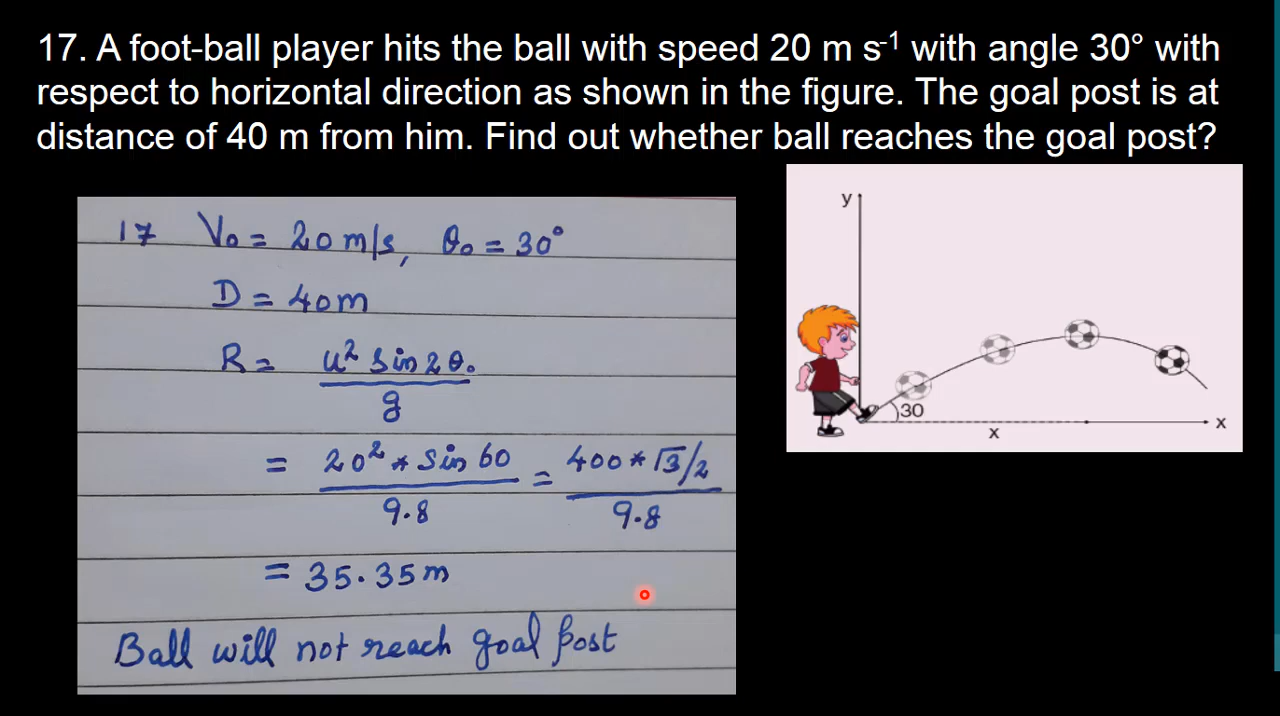 17. A foot-ball player hits the ball with speed 20 m s⁻¹ with angle 30° with
respect to horizontal direction as shown in the figure. The goal post is at
distance of 40 m from him. Find out whether ball reaches the goal post?
17 V₀ = 20 m/s, θ₀ = 30°
D = 40m
R = u² sin 2θ₀ / g
= 20² * sin 60 / 9.8 = 400 * √3/2 / 9.8
= 35.35m
Ball will not reach goal post
y
30
x
x